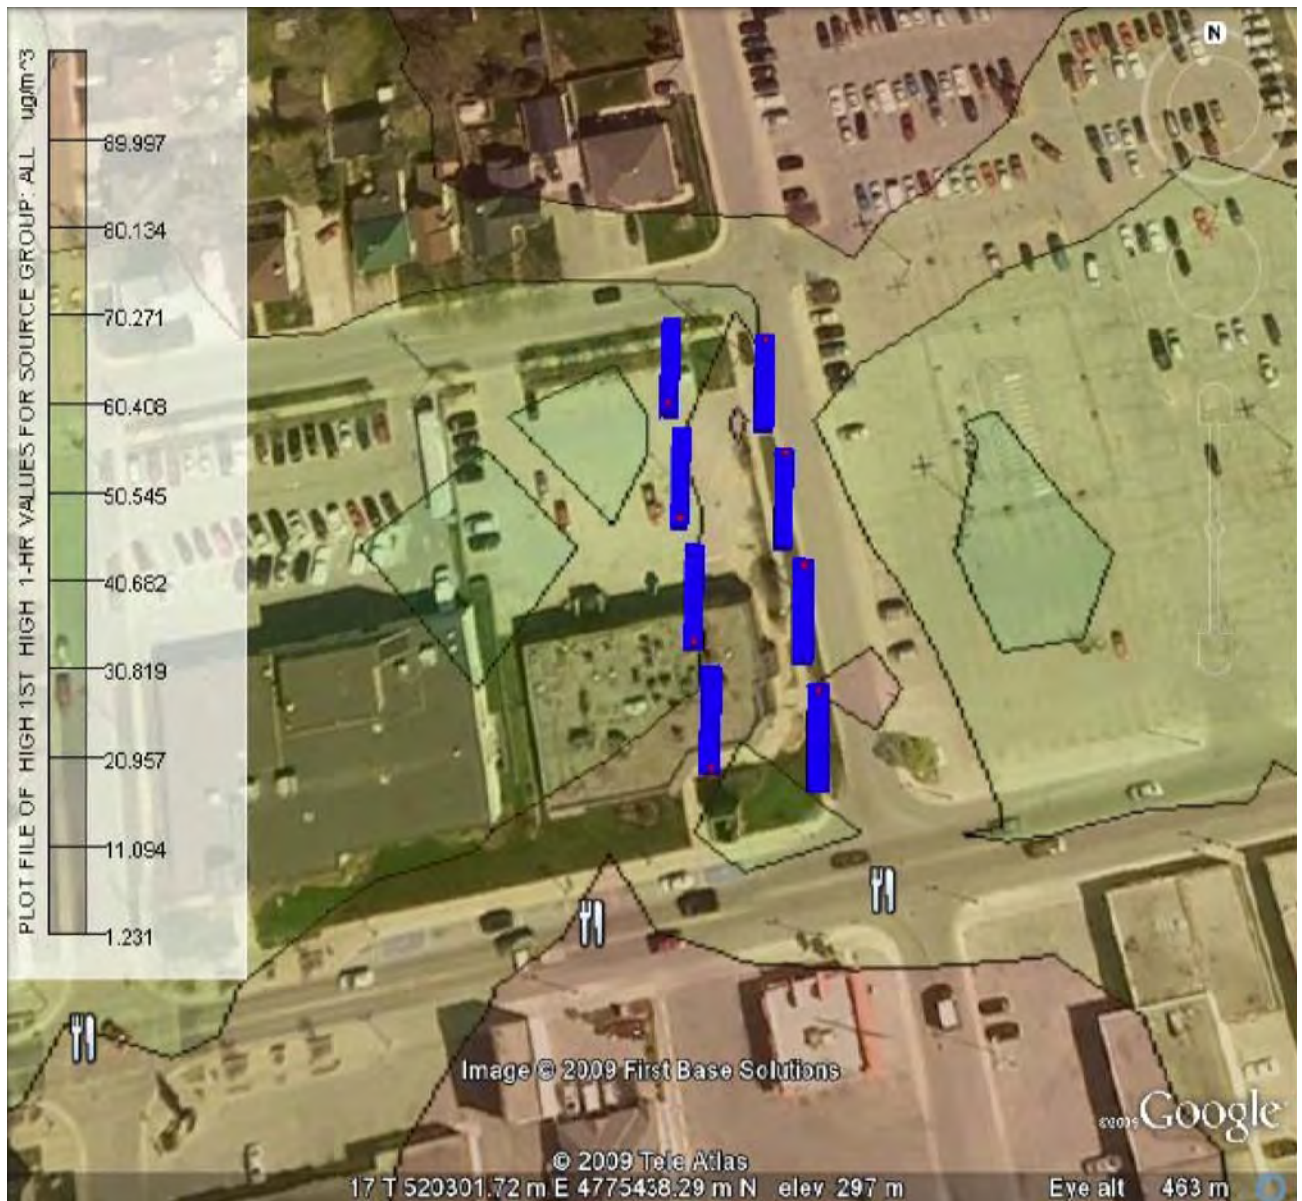 PLOT FILE OF HIGH 1ST HIGH 1-HR VALUES FOR SOURCE GROUP: ALL ug/m^3
89.997
80.134
70.271
60.408
50.545
40.682
30.819
20.957
11.094
1.231
N
Image © 2009 First Base Solutions
©2009 Google
© 2009 Tele Atlas
17 T 520301.72 m E 4775438.29 m N elev 297 m Eye alt 463 m